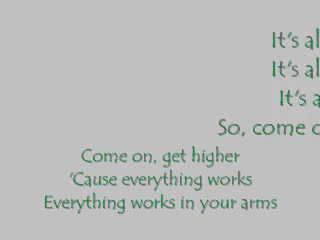 It's al
It's al
It's a
So, come o
Come on, get higher
'Cause everything works
Everything works in your arms